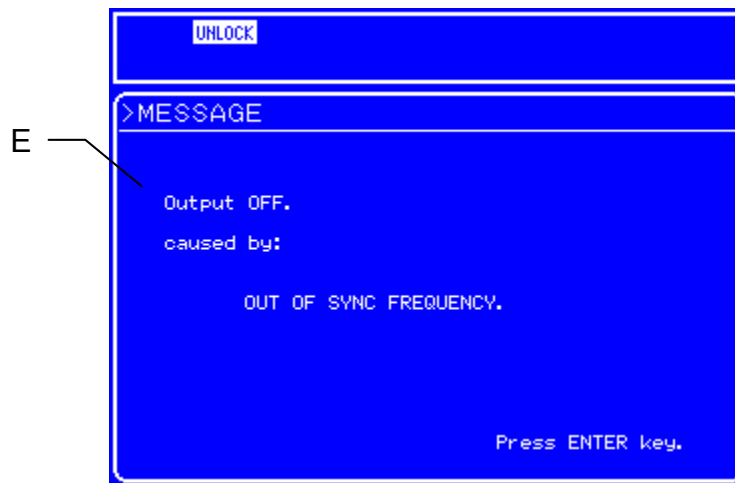 UNLOCK
>MESSAGE
E
Output OFF.
caused by:
OUT OF SYNC FREQUENCY.
Press ENTER key.